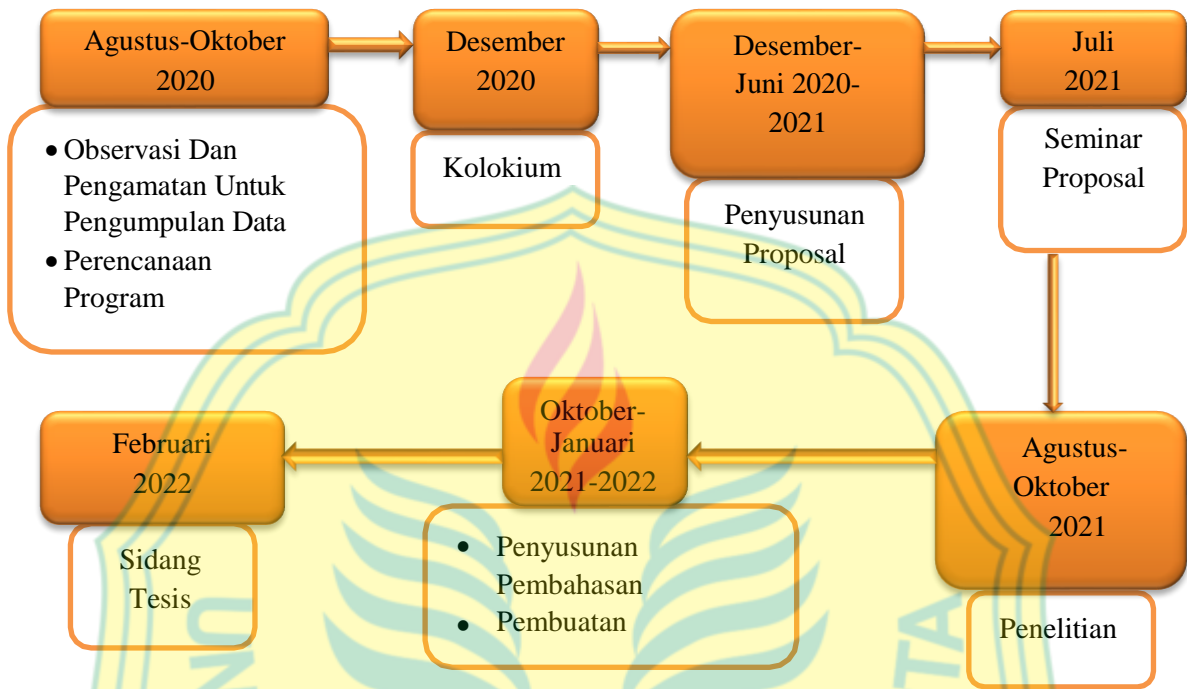 Agustus-Oktober
2020
• Observasi Dan
Pengamatan Untuk
Pengumpulan Data
• Perencanaan
Program
Desember
2020
Kolokium
Desember-
Juni 2020-
2021
Penyusunan
Proposal
Juli
2021
Seminar
Proposal
Agustus-
Oktober
2021
Penelitian
Oktober-
Januari
2021-2022
• Penyusunan
Pembahasan
• Pembuatan
Februari
2022
Sidang
Tesis
UN
TA